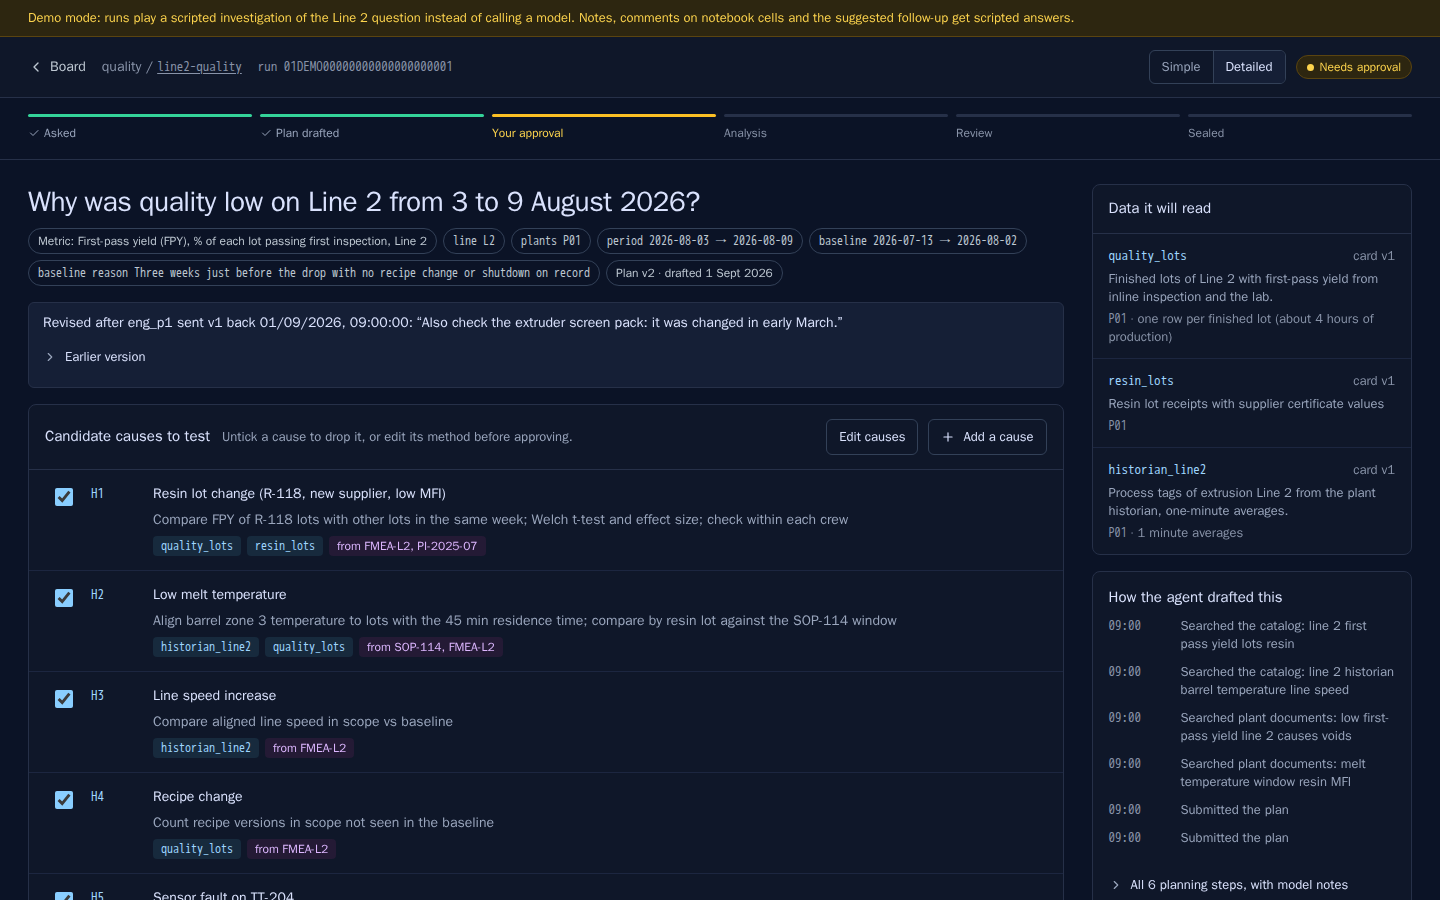 Demo mode: runs play a scripted investigation of the Line 2 question instead of calling a model. Notes, comments on notebook cells and the suggested follow-up get scripted answers.
Board quality / line2-quality run 01DEMO00000000000000000001
Simple Detailed Needs approval
Asked Plan drafted Your approval Analysis Review Sealed
Why was quality low on Line 2 from 3 to 9 August 2026?
Metric: First-pass yield (FPY), % of each lot passing first inspection, Line 2 line L2 plants P01 period 2026-08-03 → 2026-08-09 baseline 2026-07-13 → 2026-08-02
baseline reason Three weeks just before the drop with no recipe change or shutdown on record Plan v2 · drafted 1 Sept 2026
Revised after eng_p1 sent v1 back 01/09/2026, 09:00:00: “Also check the extruder screen pack: it was changed in early March.”
Earlier version
Candidate causes to test Untick a cause to drop it, or edit its method before approving. Edit causes Add a cause
H1 Resin lot change (R-118, new supplier, low MFI)
Compare FPY of R-118 lots with other lots in the same week; Welch t-test and effect size; check within each crew
quality_lots resin_lots from FMEA-L2, PI-2025-07
H2 Low melt temperature
Align barrel zone 3 temperature to lots with the 45 min residence time; compare by resin lot against the SOP-114 window
historian_line2 quality_lots from SOP-114, FMEA-L2
H3 Line speed increase
Compare aligned line speed in scope vs baseline
historian_line2 from FMEA-L2
H4 Recipe change
Count recipe versions in scope not seen in the baseline
quality_lots from FMEA-L2
H5 Sensor fault on TT-204
Data it will read
quality_lots card v1
Finished lots of Line 2 with first-pass yield from
inline inspection and the lab.
P01 · one row per finished lot (about 4 hours of
production)
resin_lots card v1
Resin lot receipts with supplier certificate values
P01
historian_line2 card v1
Process tags of extrusion Line 2 from the plant
historian, one-minute averages.
P01 · 1 minute averages
How the agent drafted this
09:00 Searched the catalog: line 2 first
pass yield lots resin
09:00 Searched the catalog: line 2 historian
barrel temperature line speed
09:00 Searched plant documents: low first-
pass yield line 2 causes voids
09:00 Searched plant documents: melt
temperature window resin MFI
09:00 Submitted the plan
09:00 Submitted the plan
All 6 planning steps, with model notes